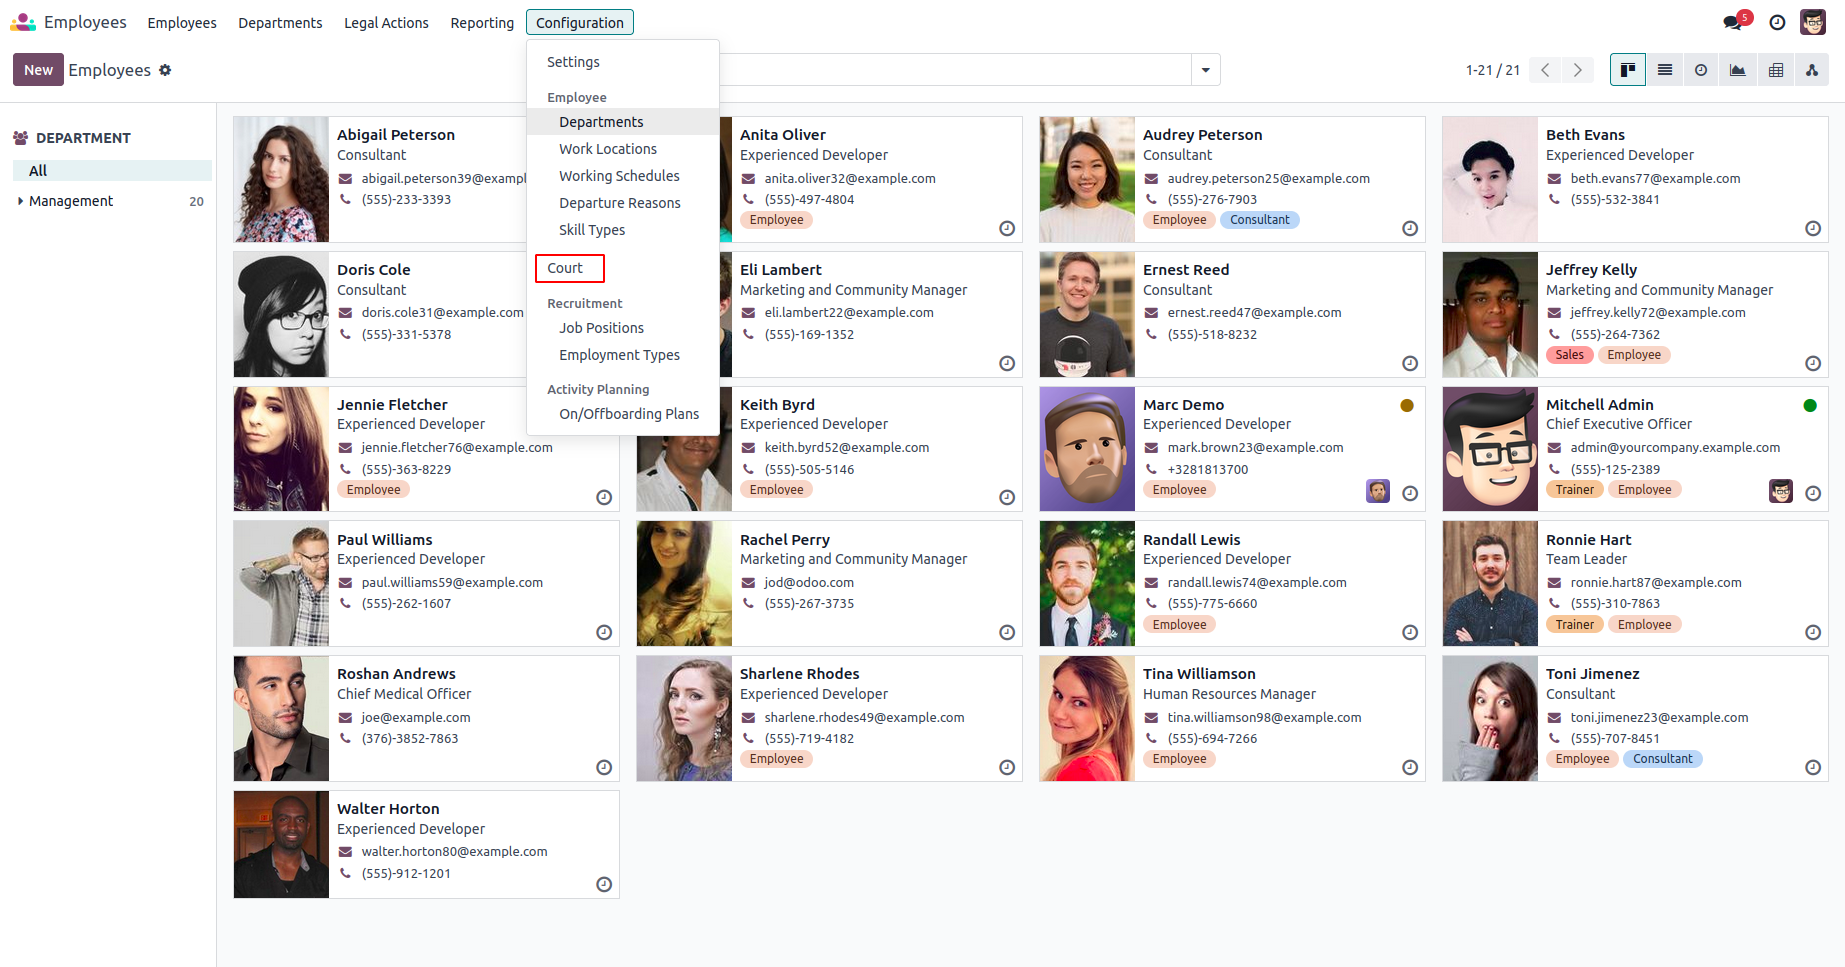 Employees Employees Departments Legal Actions Reporting Configuration 5
New Employees 1-21 / 21
Settings
Employee
Departments
Work Locations
Working Schedules
Departure Reasons
Skill Types
Court
Recruitment
Job Positions
Employment Types
Activity Planning
On/Offboarding Plans
DEPARTMENT
All
Management 20
Abigail Peterson
Consultant
abigail.peterson39@exampl
(555)-233-3393
Anita Oliver
Experienced Developer
anita.oliver32@example.com
(555)-497-4804
Employee
Audrey Peterson
Consultant
audrey.peterson25@example.com
(555)-276-7903
Employee Consultant
Beth Evans
Experienced Developer
beth.evans77@example.com
(555)-532-3841
Doris Cole
Consultant
doris.cole31@example.com
(555)-331-5378
Eli Lambert
Marketing and Community Manager
eli.lambert22@example.com
(555)-169-1352
Ernest Reed
Consultant
ernest.reed47@example.com
(555)-518-8232
Jeffrey Kelly
Marketing and Community Manager
jeffrey.kelly72@example.com
(555)-264-7362
Sales Employee
Jennie Fletcher
Experienced Developer
jennie.fletcher76@example.com
(555)-363-8229
Employee
Keith Byrd
Experienced Developer
keith.byrd52@example.com
(555)-505-5146
Employee
Marc Demo
Experienced Developer
mark.brown23@example.com
+3281813700
Employee
Mitchell Admin
Chief Executive Officer
admin@yourcompany.example.com
(555)-125-2389
Trainer Employee
Paul Williams
Experienced Developer
paul.williams59@example.com
(555)-262-1607
Rachel Perry
Marketing and Community Manager
jod@odoo.com
(555)-267-3735
Randall Lewis
Experienced Developer
randall.lewis74@example.com
(555)-775-6660
Employee
Ronnie Hart
Team Leader
ronnie.hart87@example.com
(555)-310-7863
Trainer Employee
Roshan Andrews
Chief Medical Officer
joe@example.com
(376)-3852-7863
Sharlene Rhodes
Experienced Developer
sharlene.rhodes49@example.com
(555)-719-4182
Employee
Tina Williamson
Human Resources Manager
tina.williamson98@example.com
(555)-694-7266
Employee
Toni Jimenez
Consultant
toni.jimenez23@example.com
(555)-707-8451
Employee Consultant
Walter Horton
Experienced Developer
walter.horton80@example.com
(555)-912-1201